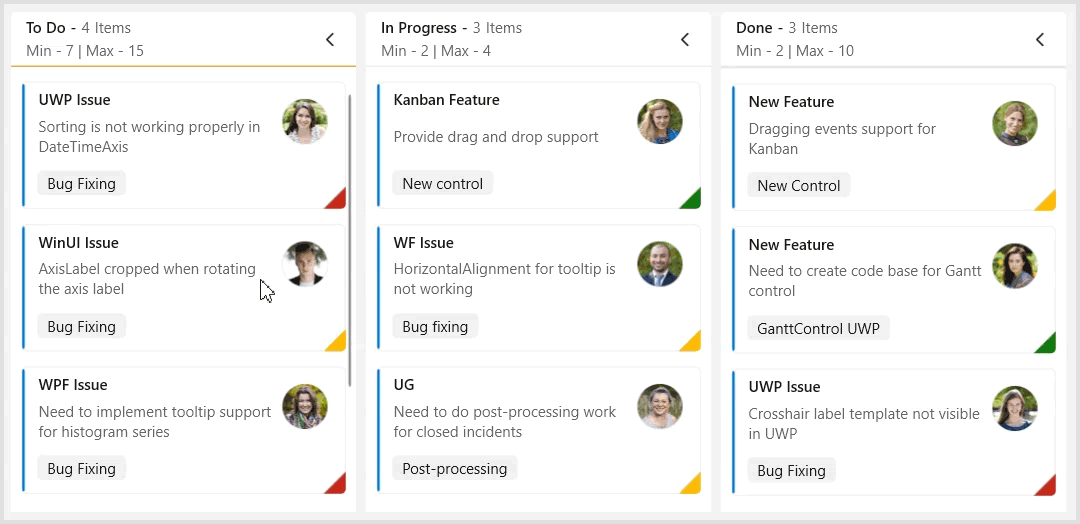 To Do - 4 Items
Min - 7 | Max - 15
UWP Issue
Sorting is not working properly in
DateTimeAxis
Bug Fixing
WinUI Issue
AxisLabel cropped when rotating
the axis label
Bug Fixing
WPF Issue
Need to implement tooltip support
for histogram series
Bug Fixing
In Progress - 3 Items
Min - 2 | Max - 4
Kanban Feature
Provide drag and drop support
New control
WF Issue
HorizontalAlignment for tooltip is
not working
Bug fixing
UG
Need to do post-processing work
for closed incidents
Post-processing
Done - 3 Items
Min - 2 | Max - 10
New Feature
Dragging events support for
Kanban
New Control
New Feature
Need to create code base for Gantt
control
GanttControl UWP
UWP Issue
Crosshair label template not visible
in UWP
Bug Fixing